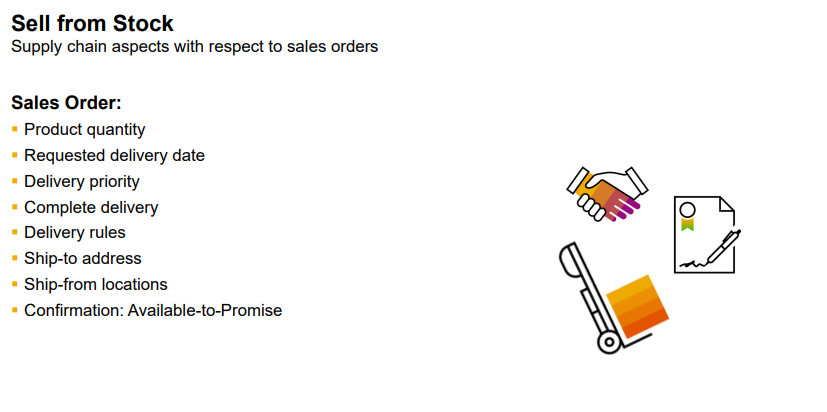 Sell from Stock
Supply chain aspects with respect to sales orders
Sales Order:
Product quantity
Requested delivery date
Delivery priority
Complete delivery
Delivery rules
Ship-to address
Ship-from locations
Confirmation: Available-to-Promise